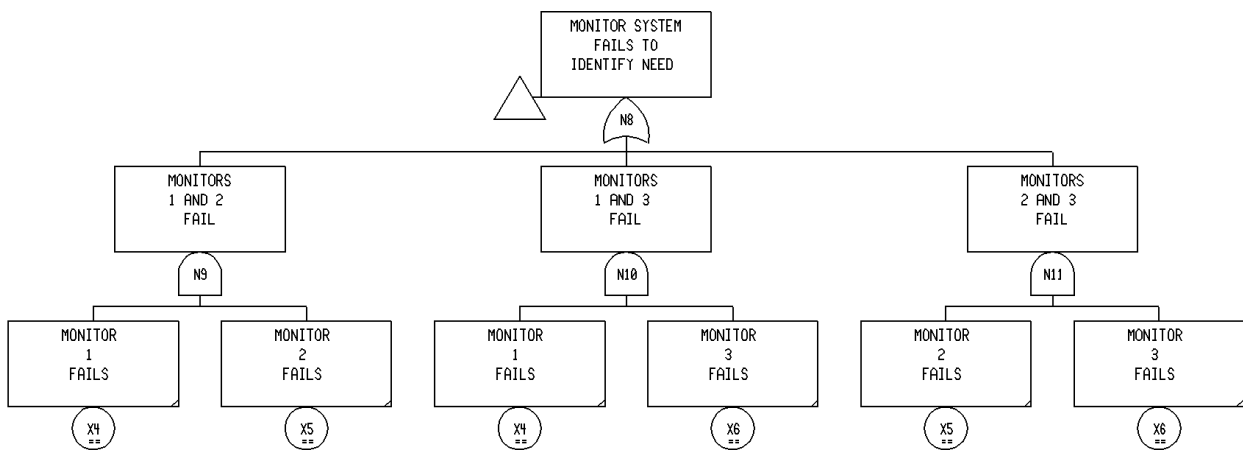 MONITOR SYSTEM
FAILS TO
IDENTIFY NEED
N8
MONITORS
1 AND 2
FAIL
MONITORS
1 AND 3
FAIL
MONITORS
2 AND 3
FAIL
N9
N10
N11
MONITOR
1
FAILS
MONITOR
2
FAILS
MONITOR
1
FAILS
MONITOR
3
FAILS
MONITOR
2
FAILS
MONITOR
3
FAILS
X4
==
X5
==
X4
==
X6
==
X5
==
X6
==